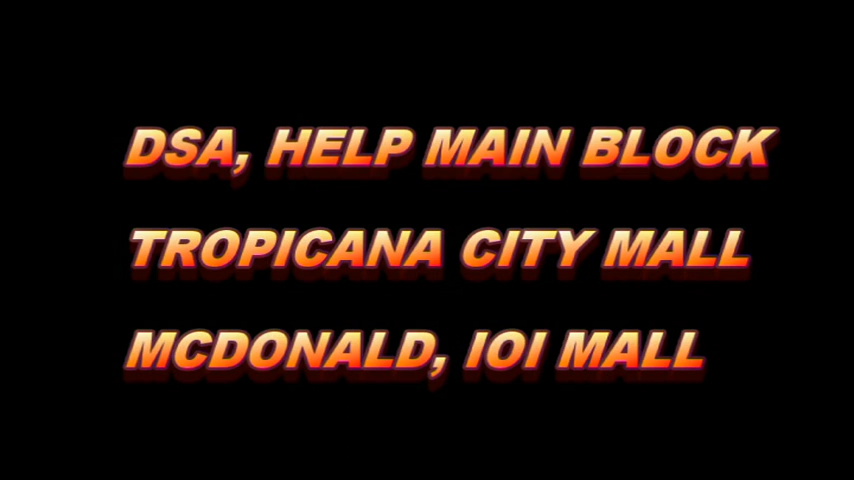 DSA, HELP MAIN BLOCK
TROPICANA CITY MALL
MCDONALD, IOI MALL